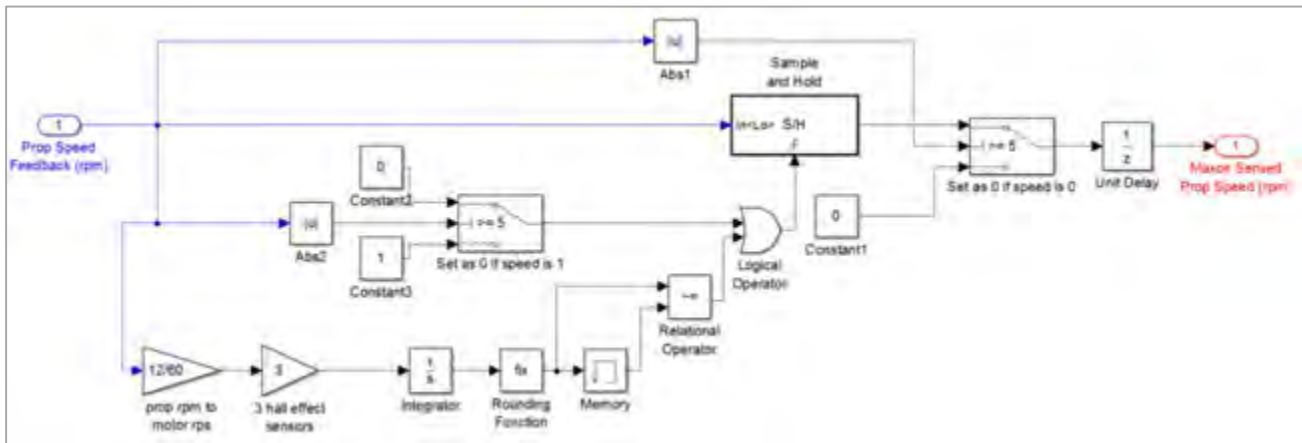 |u|
Abs1
Sample
and Hold
1
Prop Speed
Feedback (rpm)
In<Lo> S/H
0
Constant2
|u|
Abs2
>= 5
Set as 0 if speed is 1
1
Constant3
Logical
Operator
0
Constant1
>= 5
Set as 0 if speed is 0
1
z
Unit Delay
1
Maxon Sensed
Prop Speed (rpm)
~=
Relational
Operator
12/60
prop rpm to
motor rps
3
3 hall effect
sensors
1
s
Integrator
fix
Rounding
Function
Memory